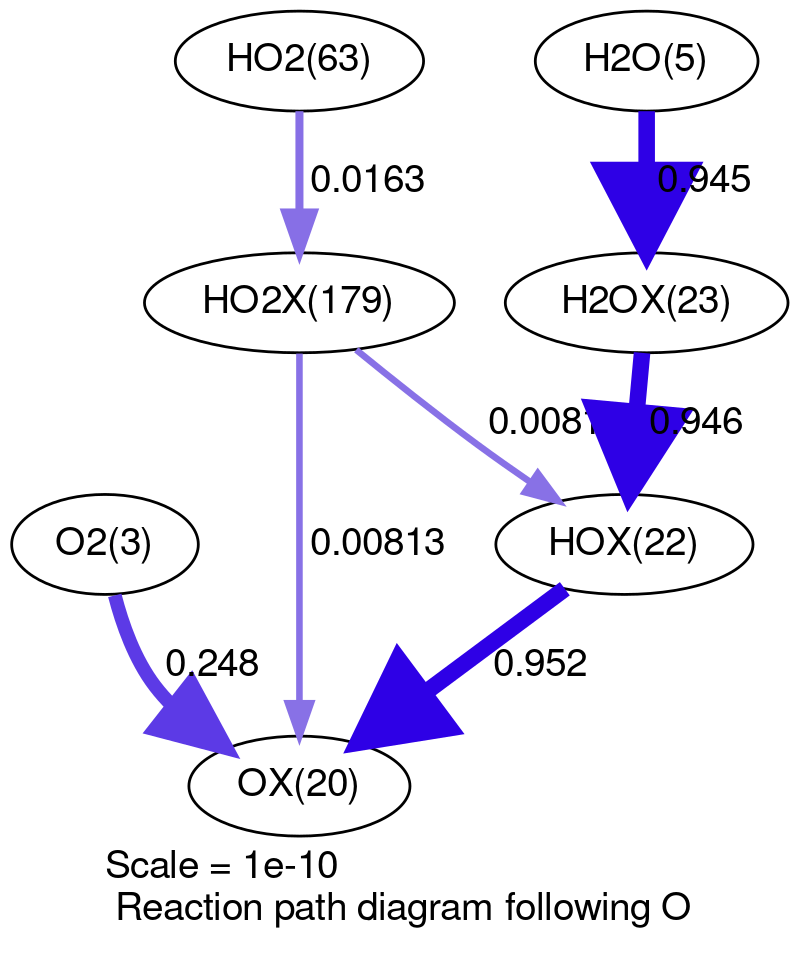 HO2(63)
H2O(5)
0.0163
0.945
HO2X(179)
H2OX(23)
0.946
O2(3)
0.00813
HOX(22)
0.248
0.952
OX(20)
Scale = 1e-10
Reaction path diagram following O